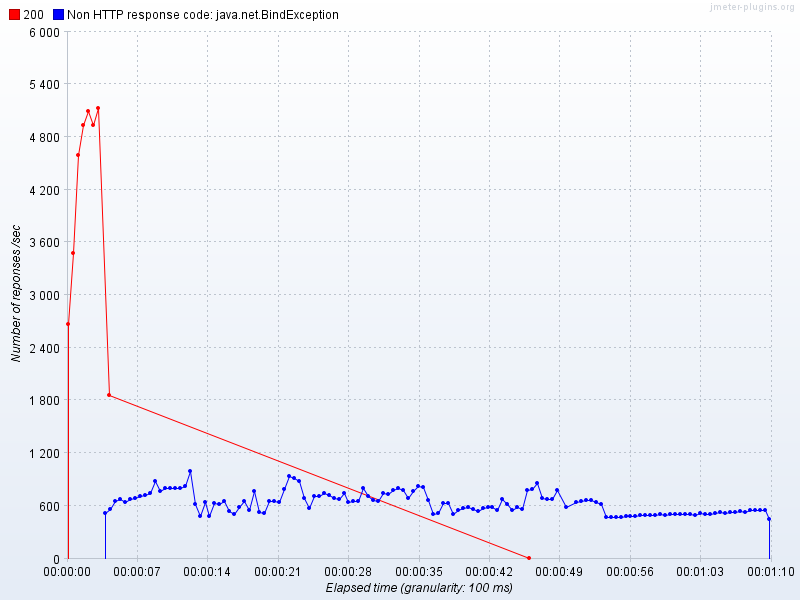 200 Non HTTP response code: java.net.BindException
jmeter-plugins.org
6 000
5 400
4 800
4 200
3 600
3 000
2 400
1 800
1 200
600
0
Number of reponses /sec
00:00:00 00:00:07 00:00:14 00:00:21 00:00:28 00:00:35 00:00:42 00:00:49 00:00:56 00:01:03 00:01:10
Elapsed time (granularity: 100 ms)